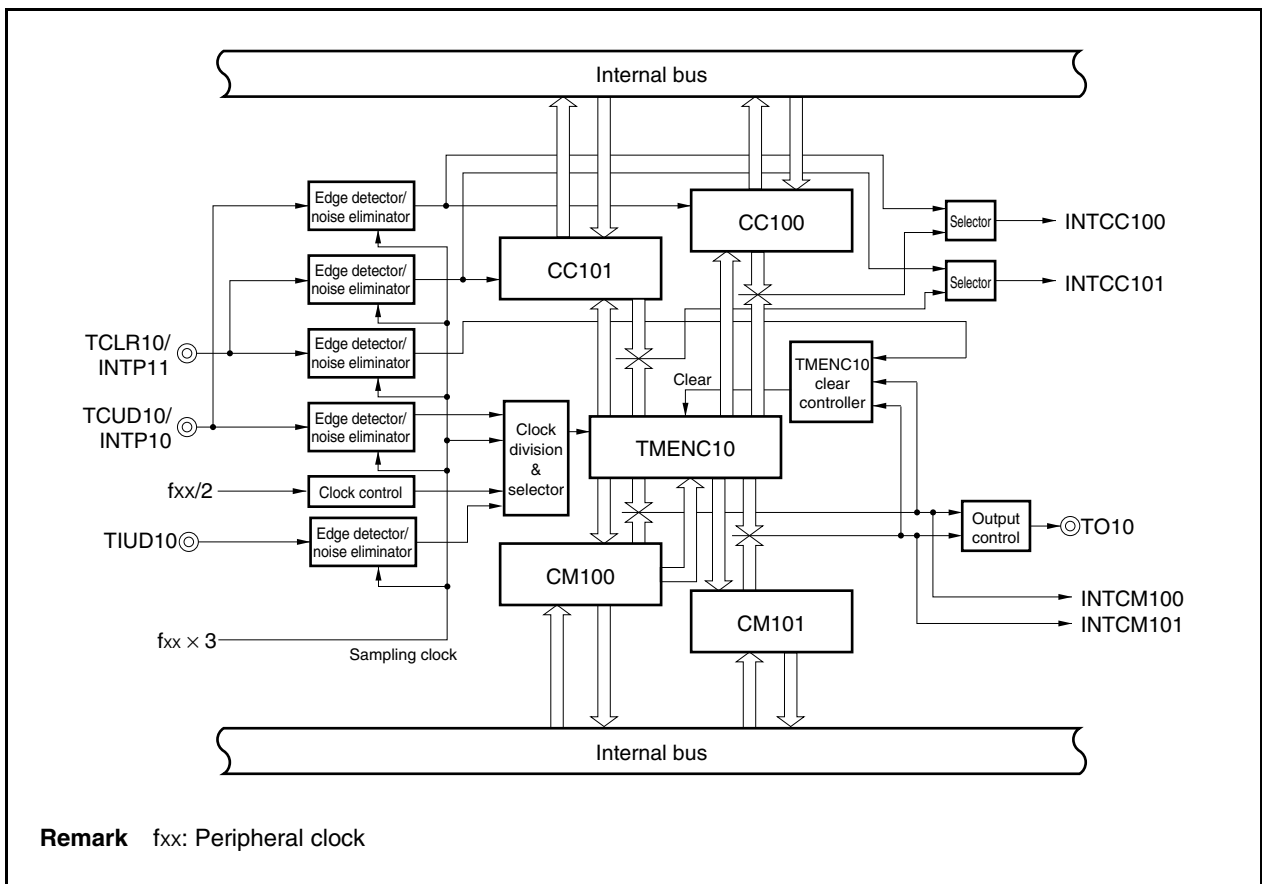 Internal bus
Edge detector/
noise eliminator
CC100
Selector
INTCC100
Edge detector/
noise eliminator
CC101
Selector
INTCC101
TCLR10/
INTP11
Edge detector/
noise eliminator
TMENC10
clear
controller
Clear
TCUD10/
INTP10
Edge detector/
noise eliminator
Clock
division
&
selector
TMENC10
fxx/2
Clock control
TIUD10
Edge detector/
noise eliminator
Output
control
TO10
CM100
CM101
INTCM100
INTCM101
fxx × 3
Sampling clock
Internal bus
Remark fxx: Peripheral clock